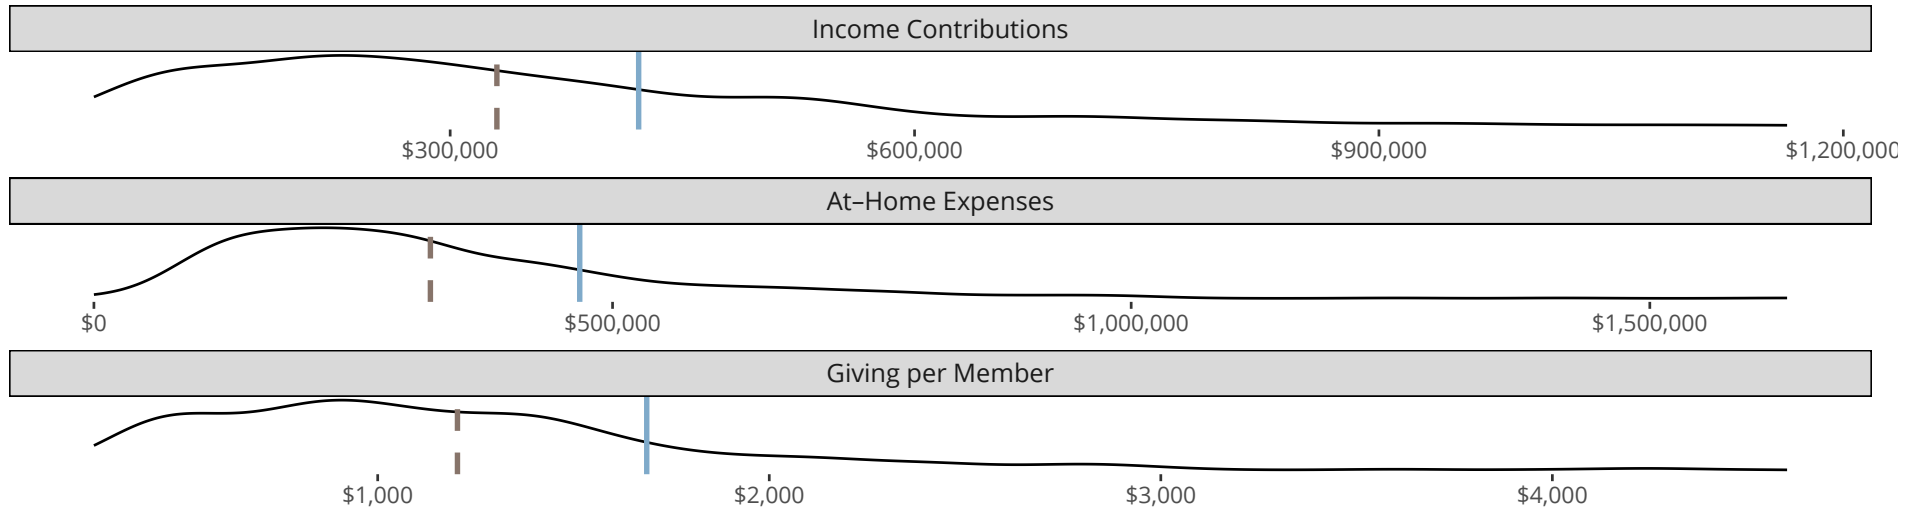 Income Contributions
$300,000 $600,000 $900,000 $1,200,000
At–Home Expenses
$0 $500,000 $1,000,000 $1,500,000
Giving per Member
$1,000 $2,000 $3,000 $4,000